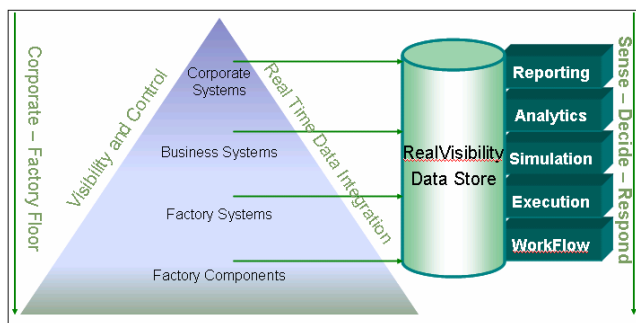 Corporate – Factory Floor
Visibility and Control
Real Time Data Integration
Corporate
Systems
Business Systems
Factory Systems
Factory Components
RealVisibility
Data Store
Reporting
Analytics
Simulation
Execution
WorkFlow
Sense – Decide – Respond